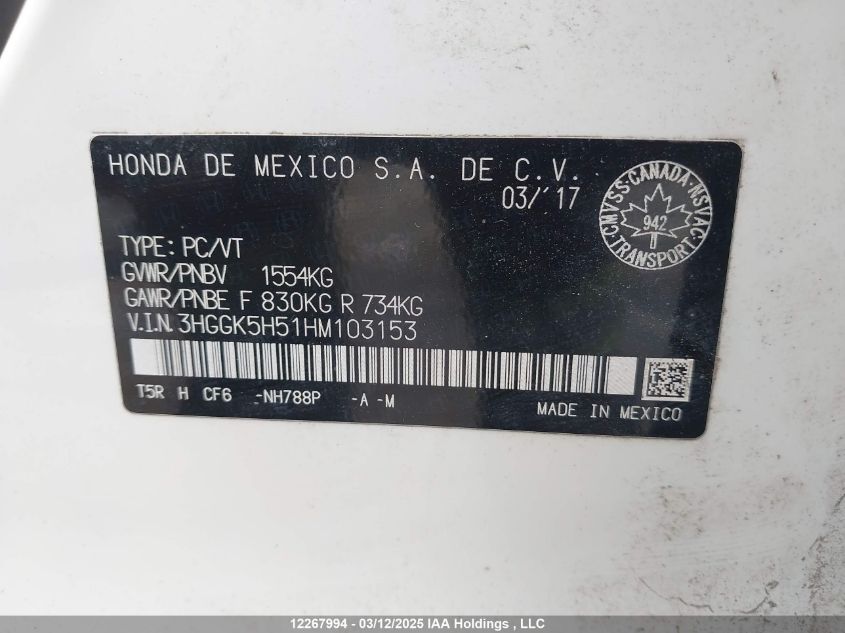 HONDA DE MEXICO S.A. DE C.V.
03/'17
CMVSS·CANADA·NSVAC·
942
TRANSPORT
TYPE: PC/VT
GVWR/PNBV 1554KG
GAWR/PNBE F 830KG R 734KG
V.I.N. 3HGGK5H51HM103153
T5R H CF6 -NH788P -A -M
MADE IN MEXICO
12267994 - 03/12/2025 IAA Holdings , LLC